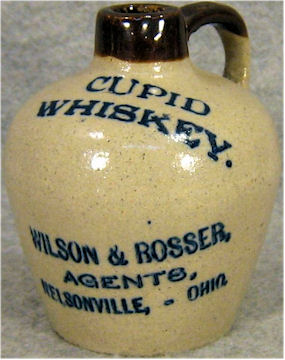 CUPID
WHISKEY.
WILSON & ROSSER,
AGENTS,
NELSONVILLE, - OHIO.